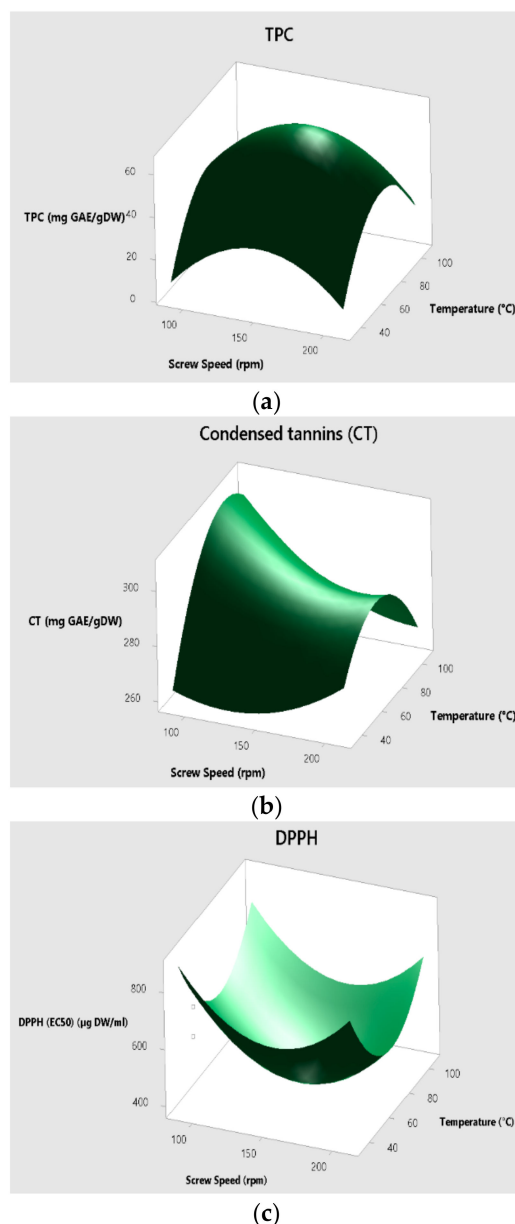 TPC
60
TPC (mg GAE/gDW)
40
20
0
100
80
60
40
Temperature (°C)
100
150
200
Screw Speed (rpm)
(a)
Condensed tannins (CT)
300
CT (mg GAE/gDW)
280
260
100
80
60
40
Temperature (°C)
100
150
200
Screw Speed (rpm)
(b)
DPPH
800
DPPH (EC50) (µg DW/ml)
600
400
100
80
60
40
Temperature (°C)
100
150
200
Screw Speed (rpm)
(c)